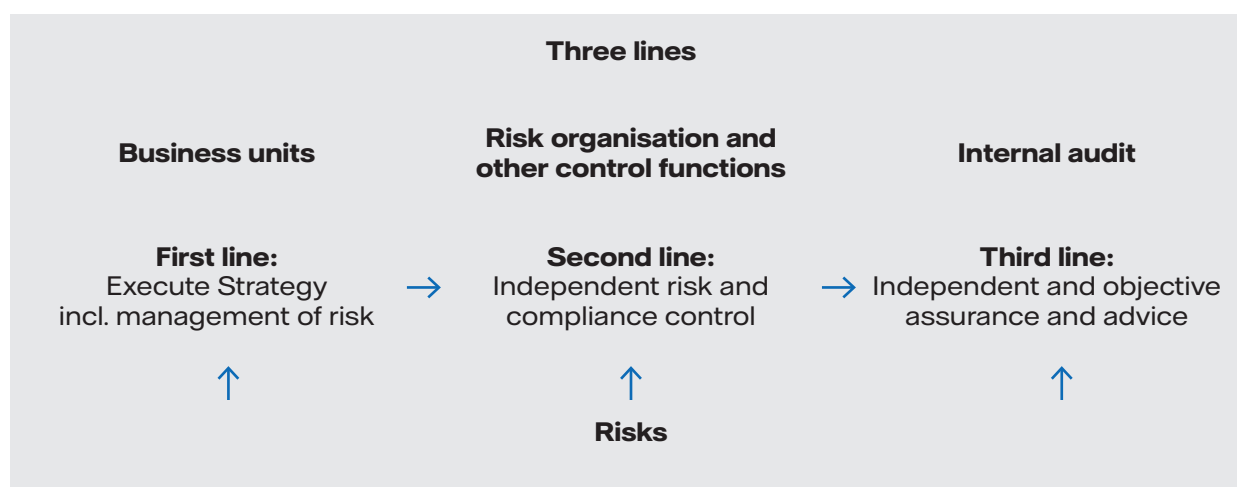 Three lines
Business units
Risk organisation and
other control functions
Internal audit
First line:
Execute Strategy
incl. management of risk
Second line:
Independent risk and
compliance control
Third line:
Independent and objective
assurance and advice
Risks